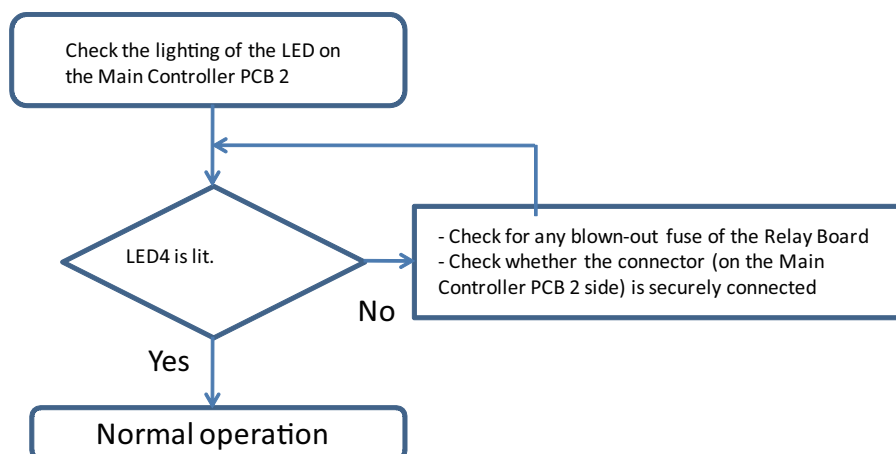 Check the lighting of the LED on
the Main Controller PCB 2
LED4 is lit.
- Check for any blown-out fuse of the Relay Board
- Check whether the connector (on the Main
Controller PCB 2 side) is securely connected
No
Yes
Normal operation